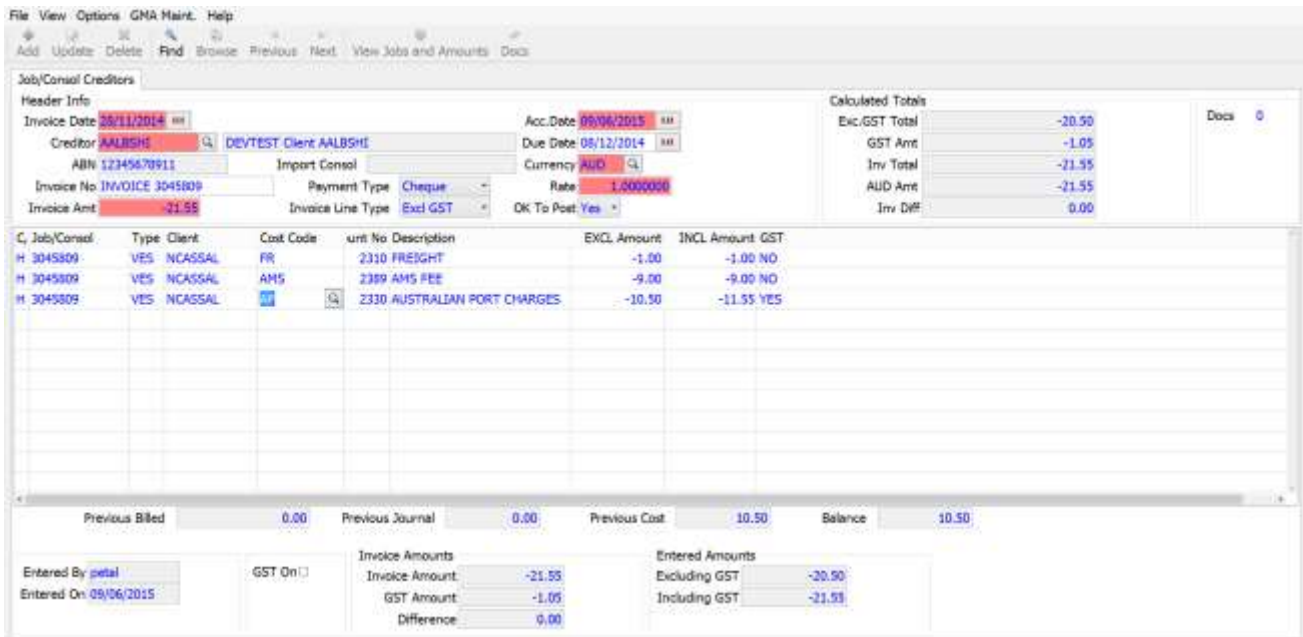 File View Options GMA Maint. Help
Add Update Delete Find Browse Previous Next View Jobs and Amounts Docs
Job/Consol Creditors
Header Info
Invoice Date 28/11/2014
Creditor AALBSHI DEVTEST Client AALBSHI
ABN 12345678911 Import Consol
Invoice No INVOICE 3045809 Payment Type Cheque
Invoice Amt -21.55 Invoice Line Type Excl GST
Acc.Date 09/06/2015
Due Date 08/12/2014
Currency AUD
Rate 1.0000000
OK To Post Yes
Calculated Totals
Exc.GST Total -20.50
GST Amt -1.05
Inv Total -21.55
AUD Amt -21.55
Inv Diff 0.00
Docs 0
C, Job/Consol Type Client Cost Code unt No Description EXCL Amount INCL Amount GST
H 3045809 VES NCASSAL FR 2310 FREIGHT -1.00 -1.00 NO
H 3045809 VES NCASSAL AMS 2389 AMS FEE -9.00 -9.00 NO
H 3045809 VES NCASSAL 2330 AUSTRALIAN PORT CHARGES -10.50 -11.55 YES
Previous Billed 0.00 Previous Journal 0.00 Previous Cost 10.50 Balance 10.50
Entered By petal
Entered On 09/06/2015
GST On
Invoice Amounts
Invoice Amount -21.55
GST Amount -1.05
Difference 0.00
Entered Amounts
Excluding GST -20.50
Including GST -21.55